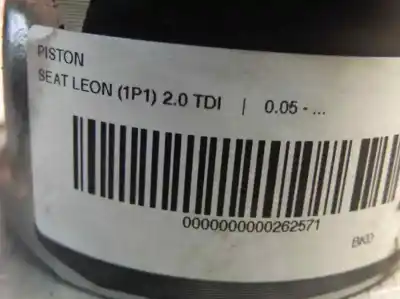 PISTON
SEAT LEON (1P1) 2.0 TDI | 0.05 - ...
0000000000262571
BKD